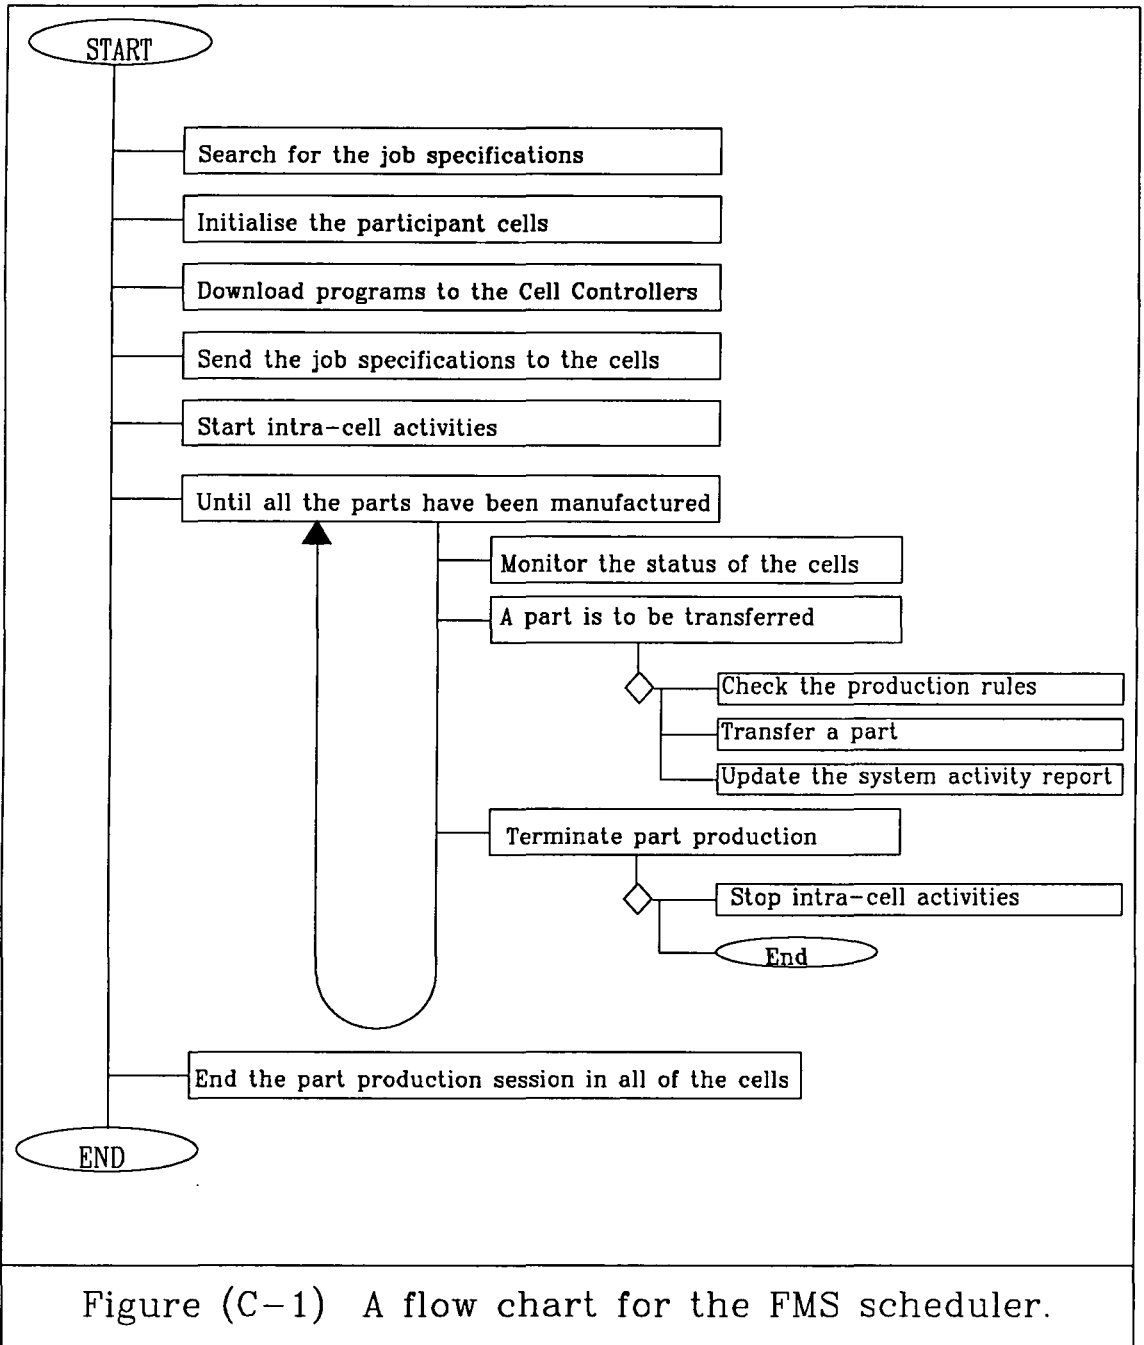 START
Search for the job specifications
Initialise the participant cells
Download programs to the Cell Controllers
Send the job specifications to the cells
Start intra-cell activities
Until all the parts have been manufactured
Monitor the status of the cells
A part is to be transferred
Check the production rules
Transfer a part
Update the system activity report
Terminate part production
Stop intra-cell activities
End
End the part production session in all of the cells
END
Figure (C-1) A flow chart for the FMS scheduler.